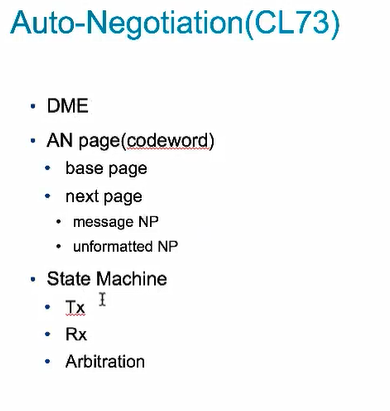 Auto-Negotiation(CL73)
• DME
• AN page(codeword)
• base page
• next page
• message NP
• unformatted NP
• State Machine
• Tx
• Rx
• Arbitration